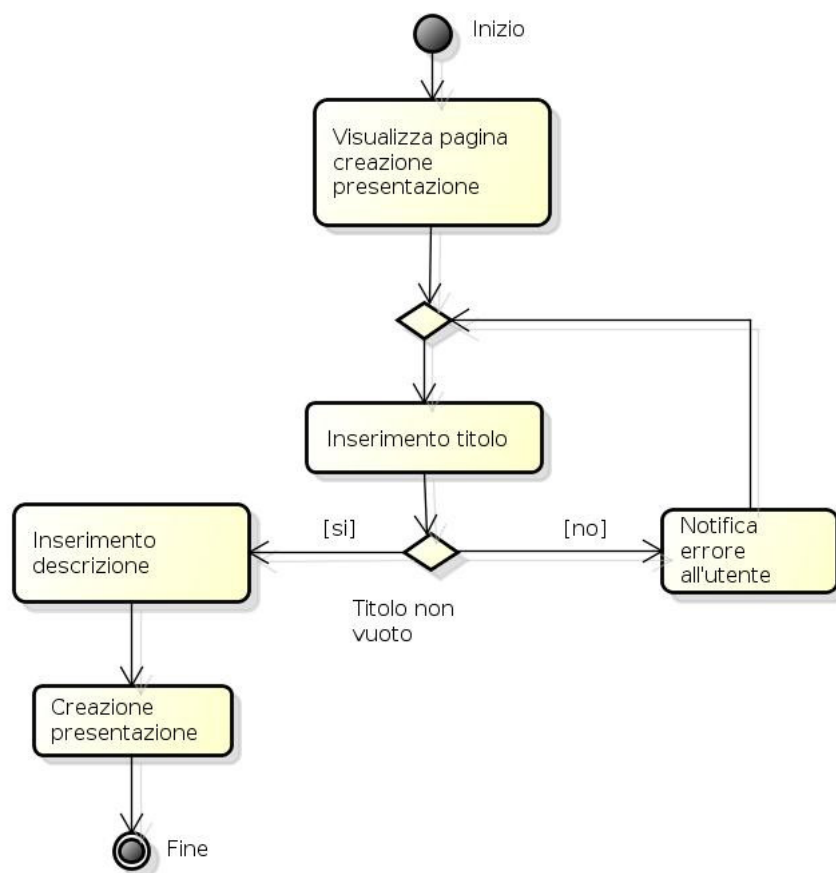 Inizio
Visualizza pagina
creazione
presentazione
Inserimento titolo
[si]
[no]
Inserimento
descrizione
Notifica
errore
all'utente
Titolo non
vuoto
Creazione
presentazione
Fine